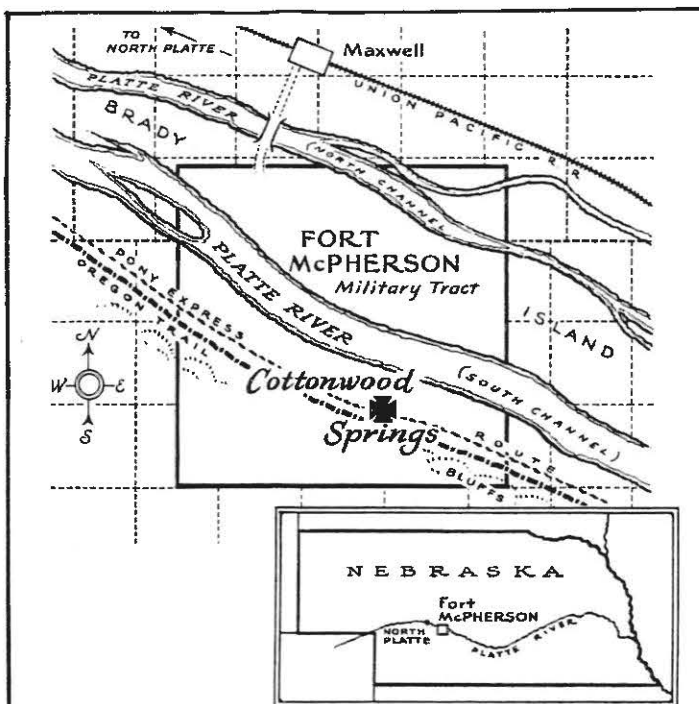 TO
NORTH PLATTE
Maxwell
UNION PACIFIC R.R.
PLATTE RIVER
(NORTH CHANNEL)
BRADY
ISLAND
FORT
McPHERSON
Military Tract
PLATTE RIVER
(SOUTH CHANNEL)
PONY EXPRESS
ROUTE
OREGON TRAIL
N
W E
S
Cottonwood
Springs
BLUFFS
NEBRASKA
Fort
McPHERSON
NORTH
PLATTE
PLATTE RIVER